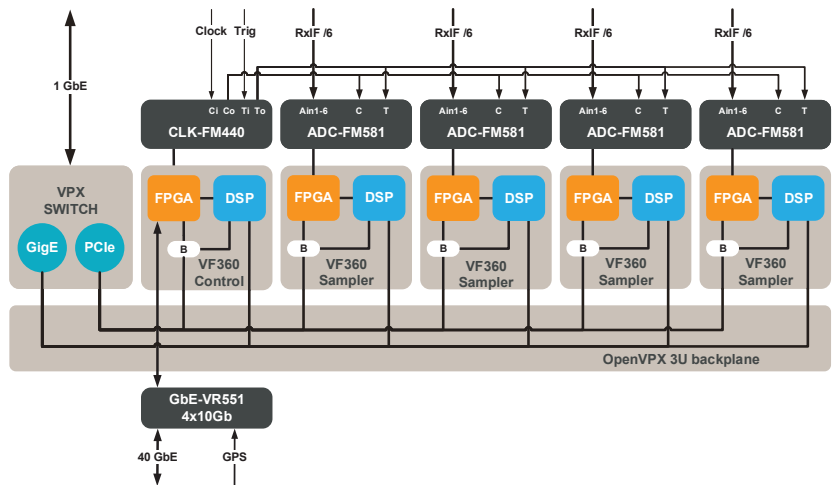 Clock Trig RxIF /6 RxIF /6 RxIF /6 RxIF /6
1 GbE
Ci Co Ti To Ain1-6 C T Ain1-6 C T Ain1-6 C T Ain1-6 C T
CLK-FM440 ADC-FM581 ADC-FM581 ADC-FM581 ADC-FM581
VPX
SWITCH
GigE PCIe
FPGA DSP
B
VF360
Control
FPGA DSP
B
VF360
Sampler
FPGA DSP
B
VF360
Sampler
FPGA DSP
B
VF360
Sampler
FPGA DSP
B
VF360
Sampler
OpenVPX 3U backplane
GbE-VR551
4x10Gb
40 GbE GPS